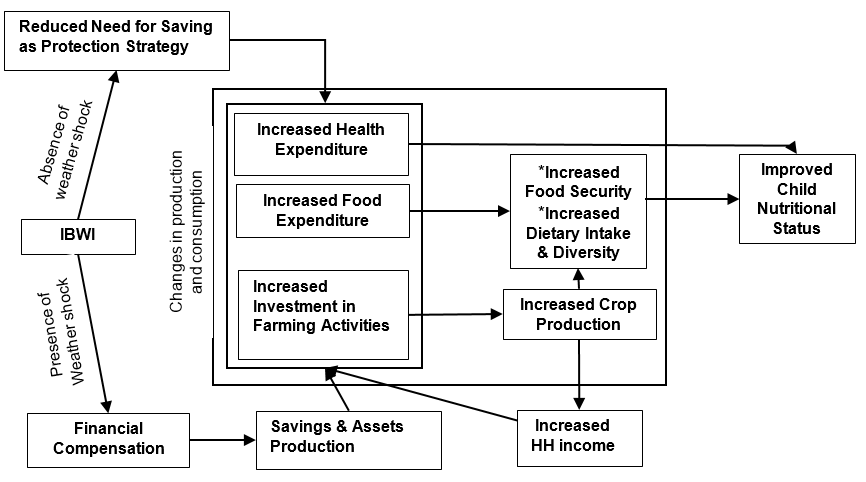 Reduced Need for Saving
as Protection Strategy
Absence of
weather shock
IBWI
Presence of
Weather shock
Financial
Compensation
Changes in production
and consumption
Increased Health
Expenditure
Increased Food
Expenditure
Increased
Investment in
Farming Activities
*Increased
Food Security
*Increased
Dietary Intake
& Diversity
Increased Crop
Production
Improved
Child
Nutritional
Status
Savings & Assets
Production
Increased
HH income